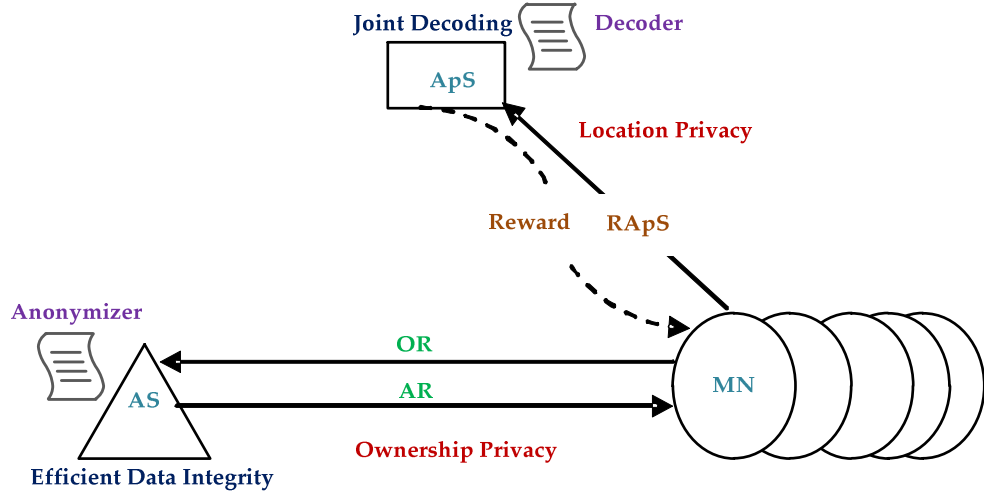 Joint Decoding
Decoder
ApS
Location Privacy
Reward
RApS
Anonymizer
OR
AS
AR
MN
Ownership Privacy
Efficient Data Integrity